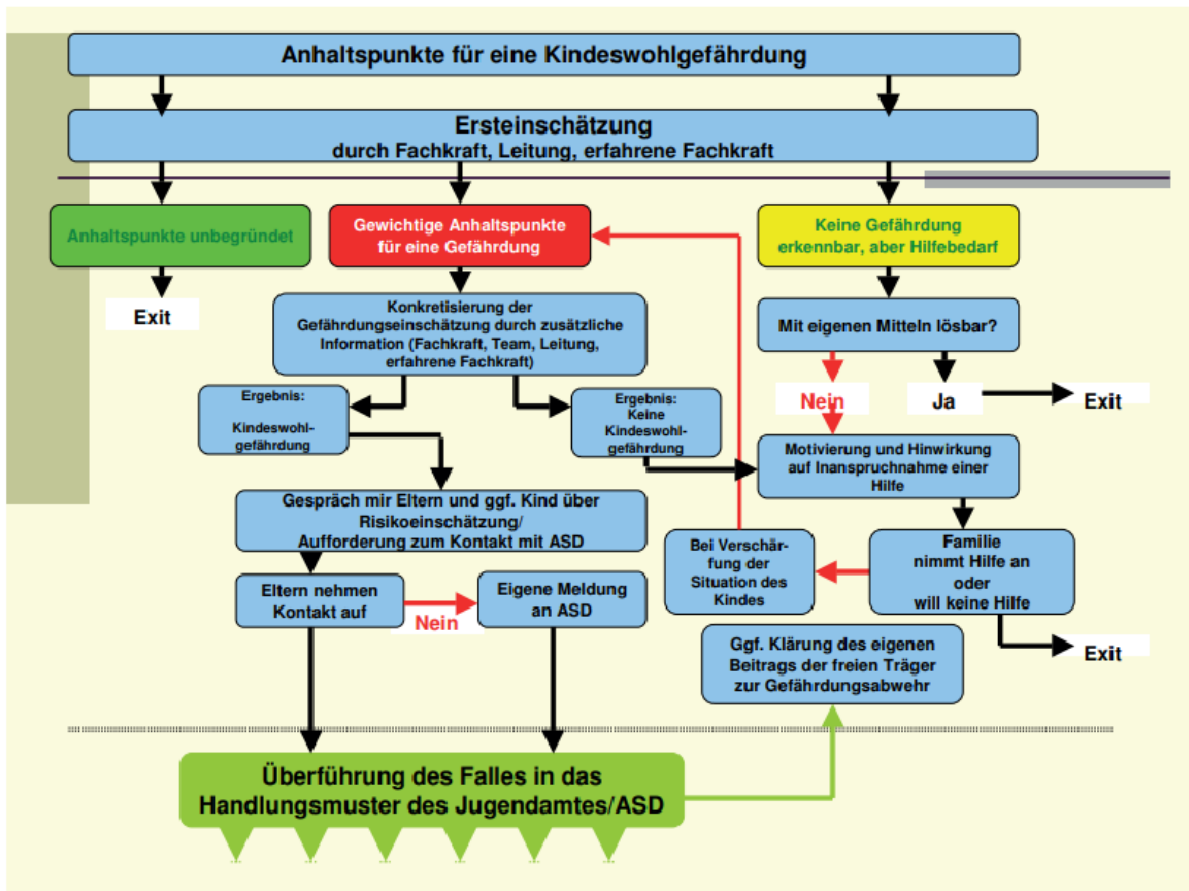 Anhaltspunkte für eine Kindeswohlgefährdung
Ersteinschätzung
durch Fachkraft, Leitung, erfahrene Fachkraft
Anhaltspunkte unbegründet
Exit
Gewichtige Anhaltspunkte
für eine Gefährdung
Keine Gefährdung
erkennbar, aber Hilfebedarf
Konkretisierung der
Gefährdungseinschätzung durch zusätzliche
Information (Fachkraft, Team, Leitung,
erfahrene Fachkraft)
Mit eigenen Mitteln lösbar?
Nein
Ja
Exit
Ergebnis:
Kindeswohl-
gefährdung
Ergebnis:
Keine
Kindeswohl-
gefährdung
Motivierung und Hinwirkung
auf Inanspruchnahme einer
Hilfe
Gespräch mir Eltern und ggf. Kind über
Risikoeinschätzung/
Aufforderung zum Kontakt mit ASD
Bei Verschär-
fung der
Situation des
Kindes
Familie
nimmt Hilfe an
oder
will keine Hilfe
Exit
Eltern nehmen
Kontakt auf
Nein
Eigene Meldung
an ASD
Ggf. Klärung des eigenen
Beitrags der freien Träger
zur Gefährdungsabwehr
Überführung des Falles in das
Handlungsmuster des Jugendamtes/ASD